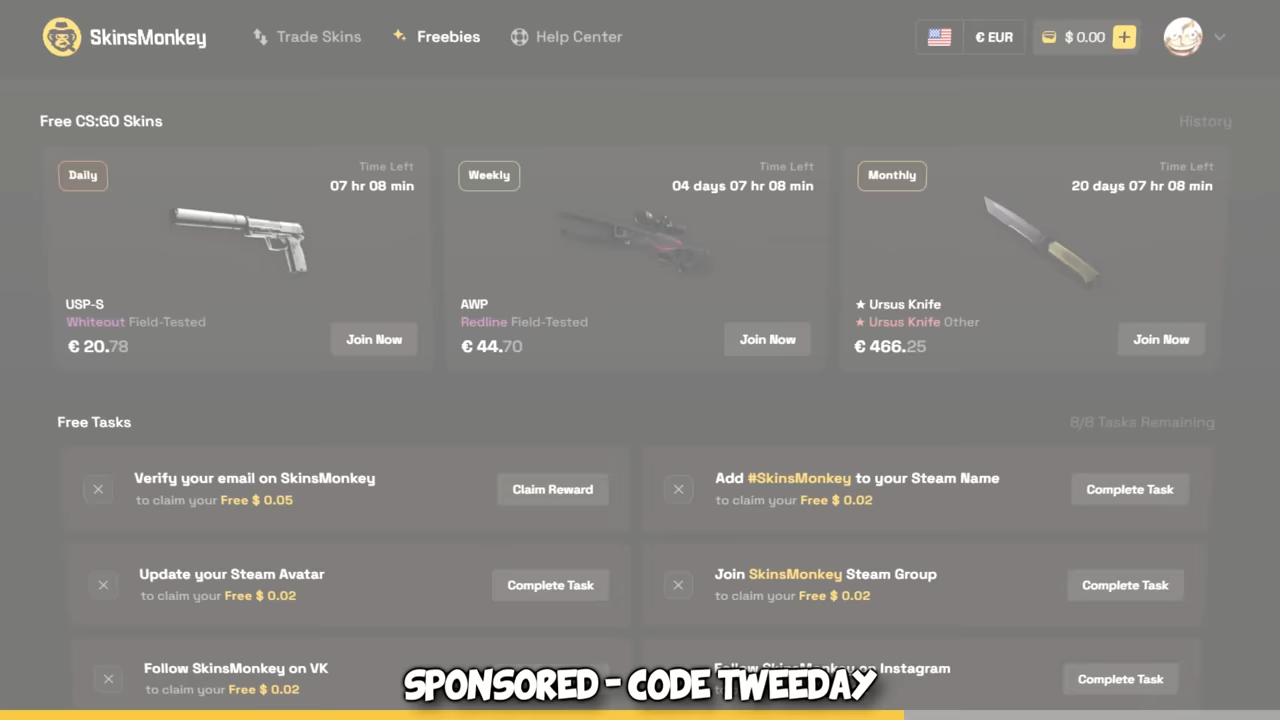 SkinsMonkey
Trade Skins
Freebies
Help Center
€ EUR
$ 0.00
+
Free CS:GO Skins
History
Daily
Time Left
07 hr 08 min
USP-S
Whiteout Field-Tested
€ 20.78
Join Now
Weekly
Time Left
04 days 07 hr 08 min
AWP
Redline Field-Tested
€ 44.70
Join Now
Monthly
Time Left
20 days 07 hr 08 min
★ Ursus Knife
★ Ursus Knife Other
€ 466.25
Join Now
Free Tasks
8/8 Tasks Remaining
Verify your email on SkinsMonkey
to claim your Free $ 0.05
Claim Reward
Add #SkinsMonkey to your Steam Name
to claim your Free $ 0.02
Complete Task
Update your Steam Avatar
to claim your Free $ 0.02
Complete Task
Join SkinsMonkey Steam Group
to claim your Free $ 0.02
Complete Task
Follow SkinsMonkey on VK
to claim your Free $ 0.02
Follow SkinsMonkey on Instagram
Complete Task
SPONSORED - CODE TWEEDAY